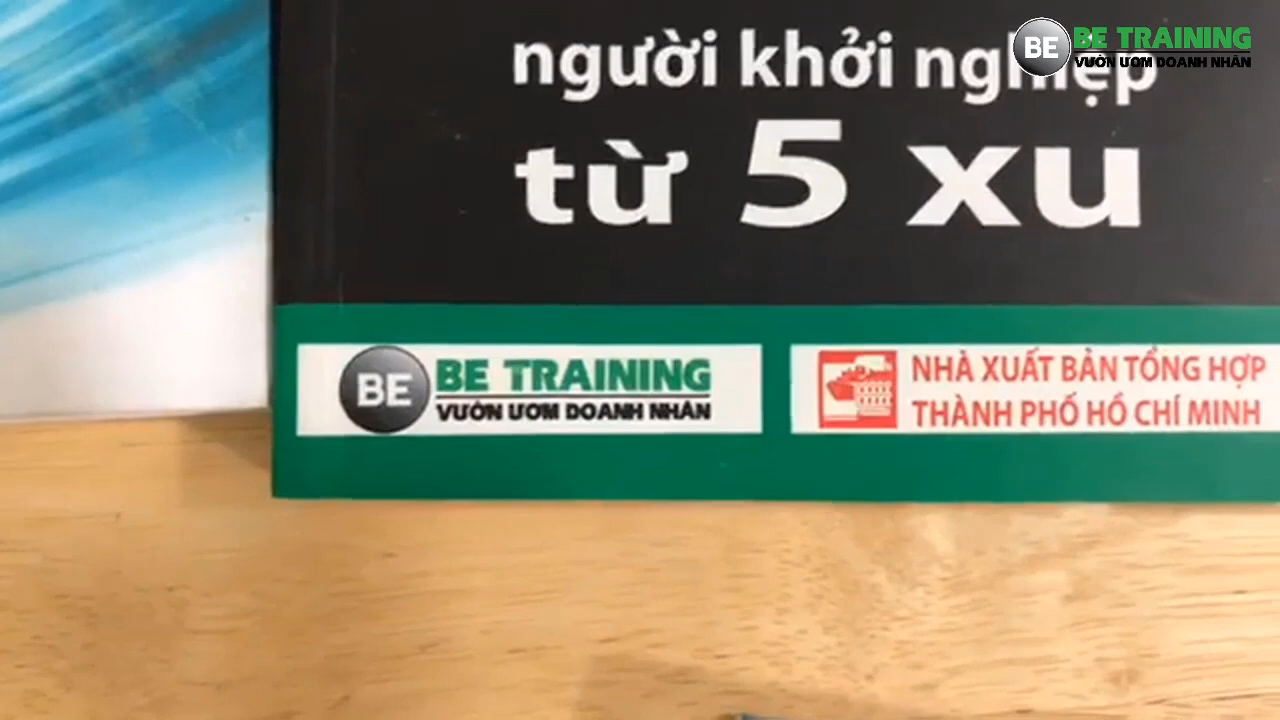 BE BE TRAINING
VƯỜN ƯƠM DOANH NHÂN
người khởi nghiệp
từ 5 xu
BE BE TRAINING
VƯỜN ƯƠM DOANH NHÂN
NHÀ XUẤT BẢN TỔNG HỢP
THÀNH PHỐ HỒ CHÍ MINH